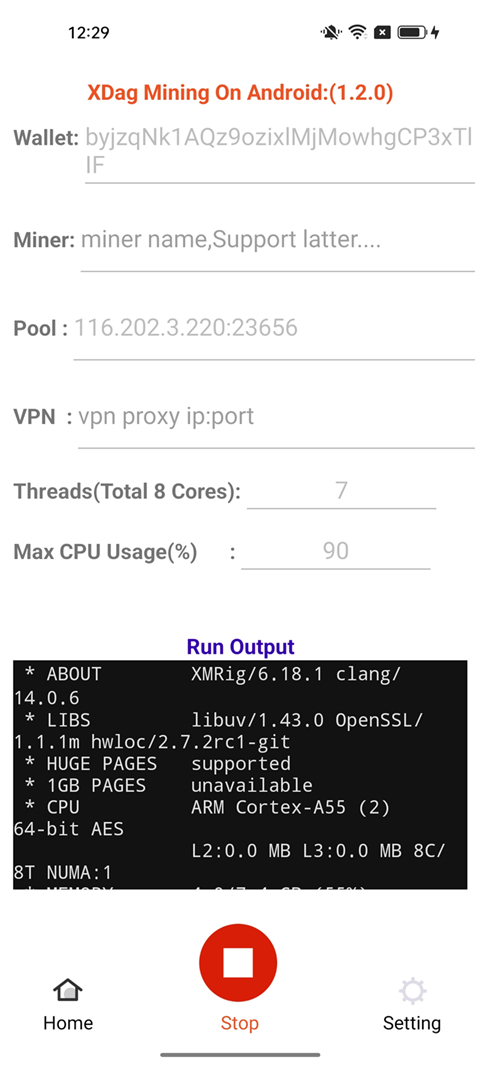 12:29
XDag Mining On Android:(1.2.0)
Wallet: byjzqNk1AQz9ozixlMjMowhgCP3xTl
lF
Miner: miner name,Support latter....
Pool : 116.202.3.220:23656
VPN : vpn proxy ip:port
Threads(Total 8 Cores): 7
Max CPU Usage(%) : 90
Run Output
* ABOUT XMRig/6.18.1 clang/
14.0.6
* LIBS libuv/1.43.0 OpenSSL/
1.1.1m hwloc/2.7.2rc1-git
* HUGE PAGES supported
* 1GB PAGES unavailable
* CPU ARM Cortex-A55 (2)
64-bit AES
L2:0.0 MB L3:0.0 MB 8C/
8T NUMA:1
Stop
Home
Setting